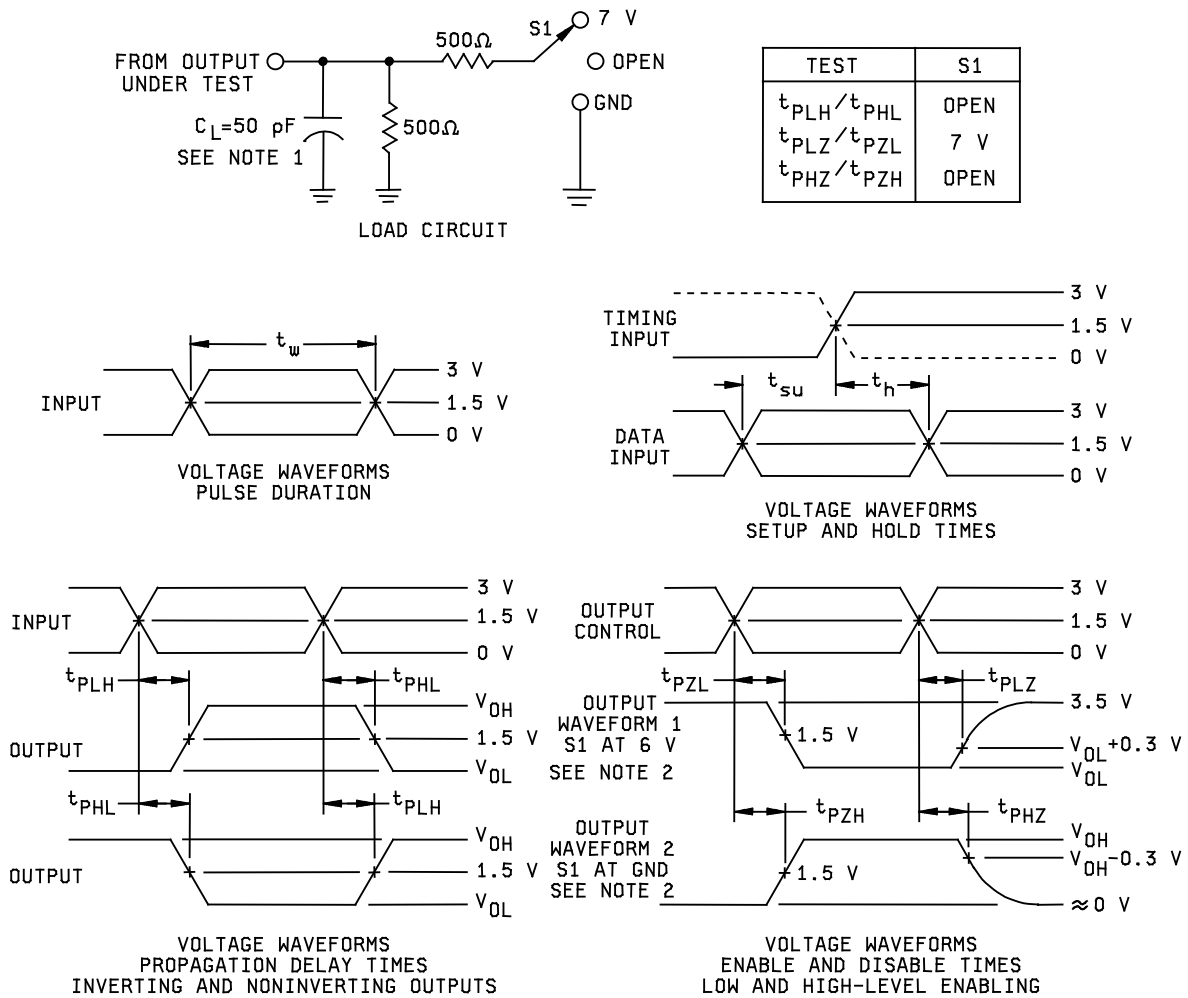 S1
7 V
500Ω
FROM OUTPUT
UNDER TEST
OPEN
GND
C_L=50 pF
SEE NOTE 1
500Ω
LOAD CIRCUIT
TEST S1
t_PLH/t_PHL OPEN
t_PLZ/t_PZL 7 V
t_PHZ/t_PZH OPEN
t_w
INPUT
3 V
1.5 V
0 V
VOLTAGE WAVEFORMS
PULSE DURATION
TIMING
INPUT
3 V
1.5 V
0 V
t_su
t_h
DATA
INPUT
3 V
1.5 V
0 V
VOLTAGE WAVEFORMS
SETUP AND HOLD TIMES
INPUT
3 V
1.5 V
0 V
t_PLH
t_PHL
OUTPUT
V_OH
1.5 V
V_OL
t_PHL
t_PLH
OUTPUT
V_OH
1.5 V
V_OL
VOLTAGE WAVEFORMS
PROPAGATION DELAY TIMES
INVERTING AND NONINVERTING OUTPUTS
OUTPUT
CONTROL
3 V
1.5 V
0 V
t_PZL
t_PLZ
OUTPUT
WAVEFORM 1
S1 AT 6 V
SEE NOTE 2
1.5 V
3.5 V
V_OL+0.3 V
V_OL
t_PZH
t_PHZ
OUTPUT
WAVEFORM 2
S1 AT GND
SEE NOTE 2
1.5 V
V_OH
V_OH-0.3 V
≈0 V
VOLTAGE WAVEFORMS
ENABLE AND DISABLE TIMES
LOW AND HIGH-LEVEL ENABLING